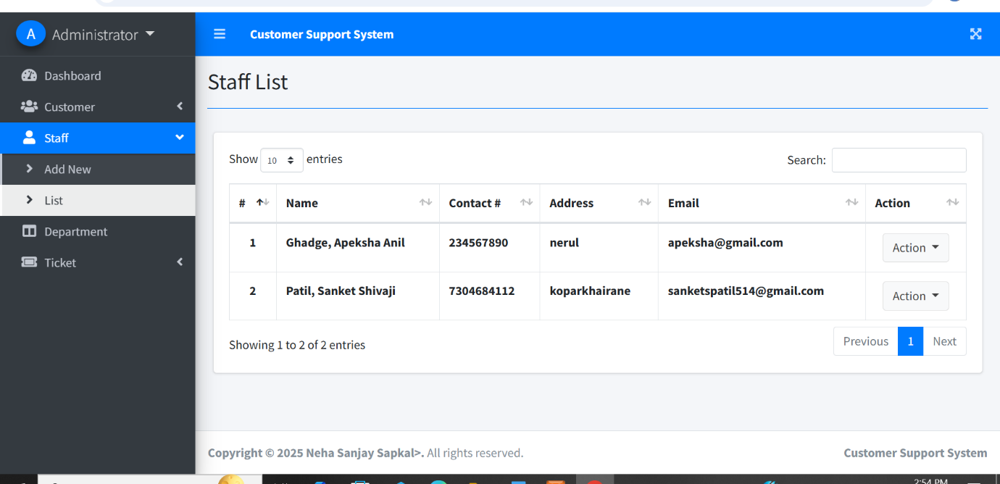 A Administrator
Customer Support System
Dashboard
Customer
Staff
Add New
List
Department
Ticket
Staff List
Show 10 entries
Search:
# Name Contact # Address Email Action
1 Ghadge, Apeksha Anil 234567890 nerul apeksha@gmail.com Action
2 Patil, Sanket Shivaji 7304684112 koparkhairane sanketspatil514@gmail.com Action
Showing 1 to 2 of 2 entries
Previous 1 Next
Copyright © 2025 Neha Sanjay Sapkal>. All rights reserved.
Customer Support System
2:54 PM